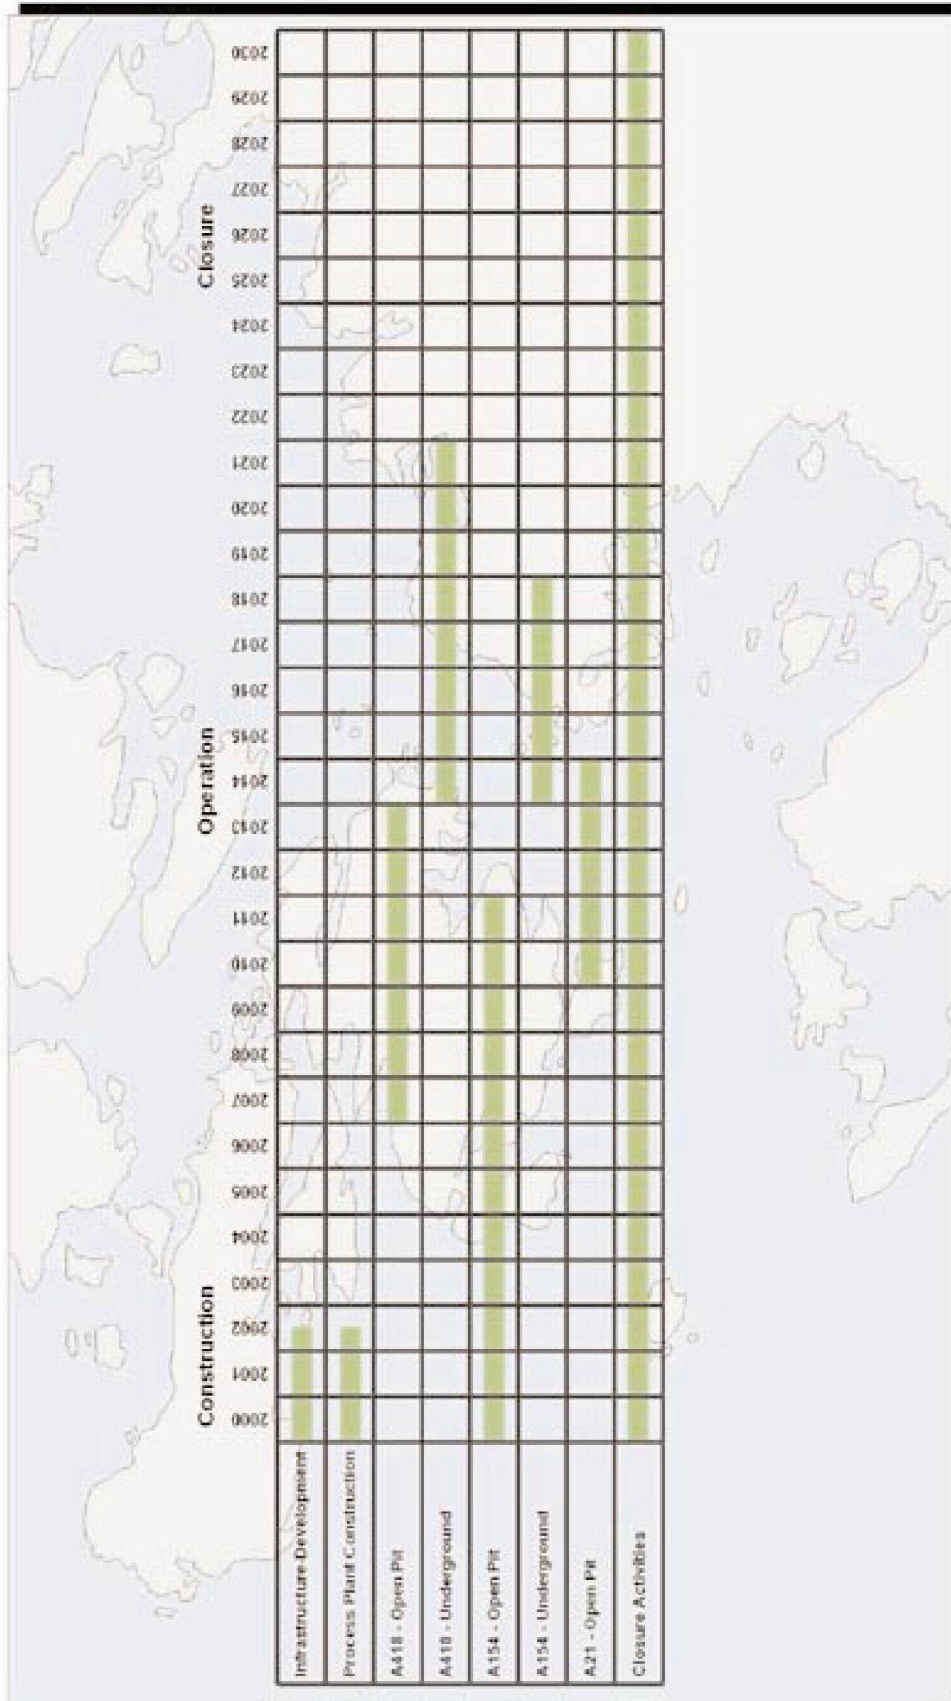 Construction Operation Closure
2000 2001 2002 2003 2004 2005 2006 2007 2008 2009 2010 2011 2012 2013 2014 2015 2016 2017 2018 2019 2020 2021 2022 2023 2024 2025 2026 2027 2028 2029 2030
Infrastructure Development
Process Plant Construction
A418 - Open Pit
A418 - Underground
A154 - Open Pit
A154 - Underground
A21 - Open Pit
Closure Activities